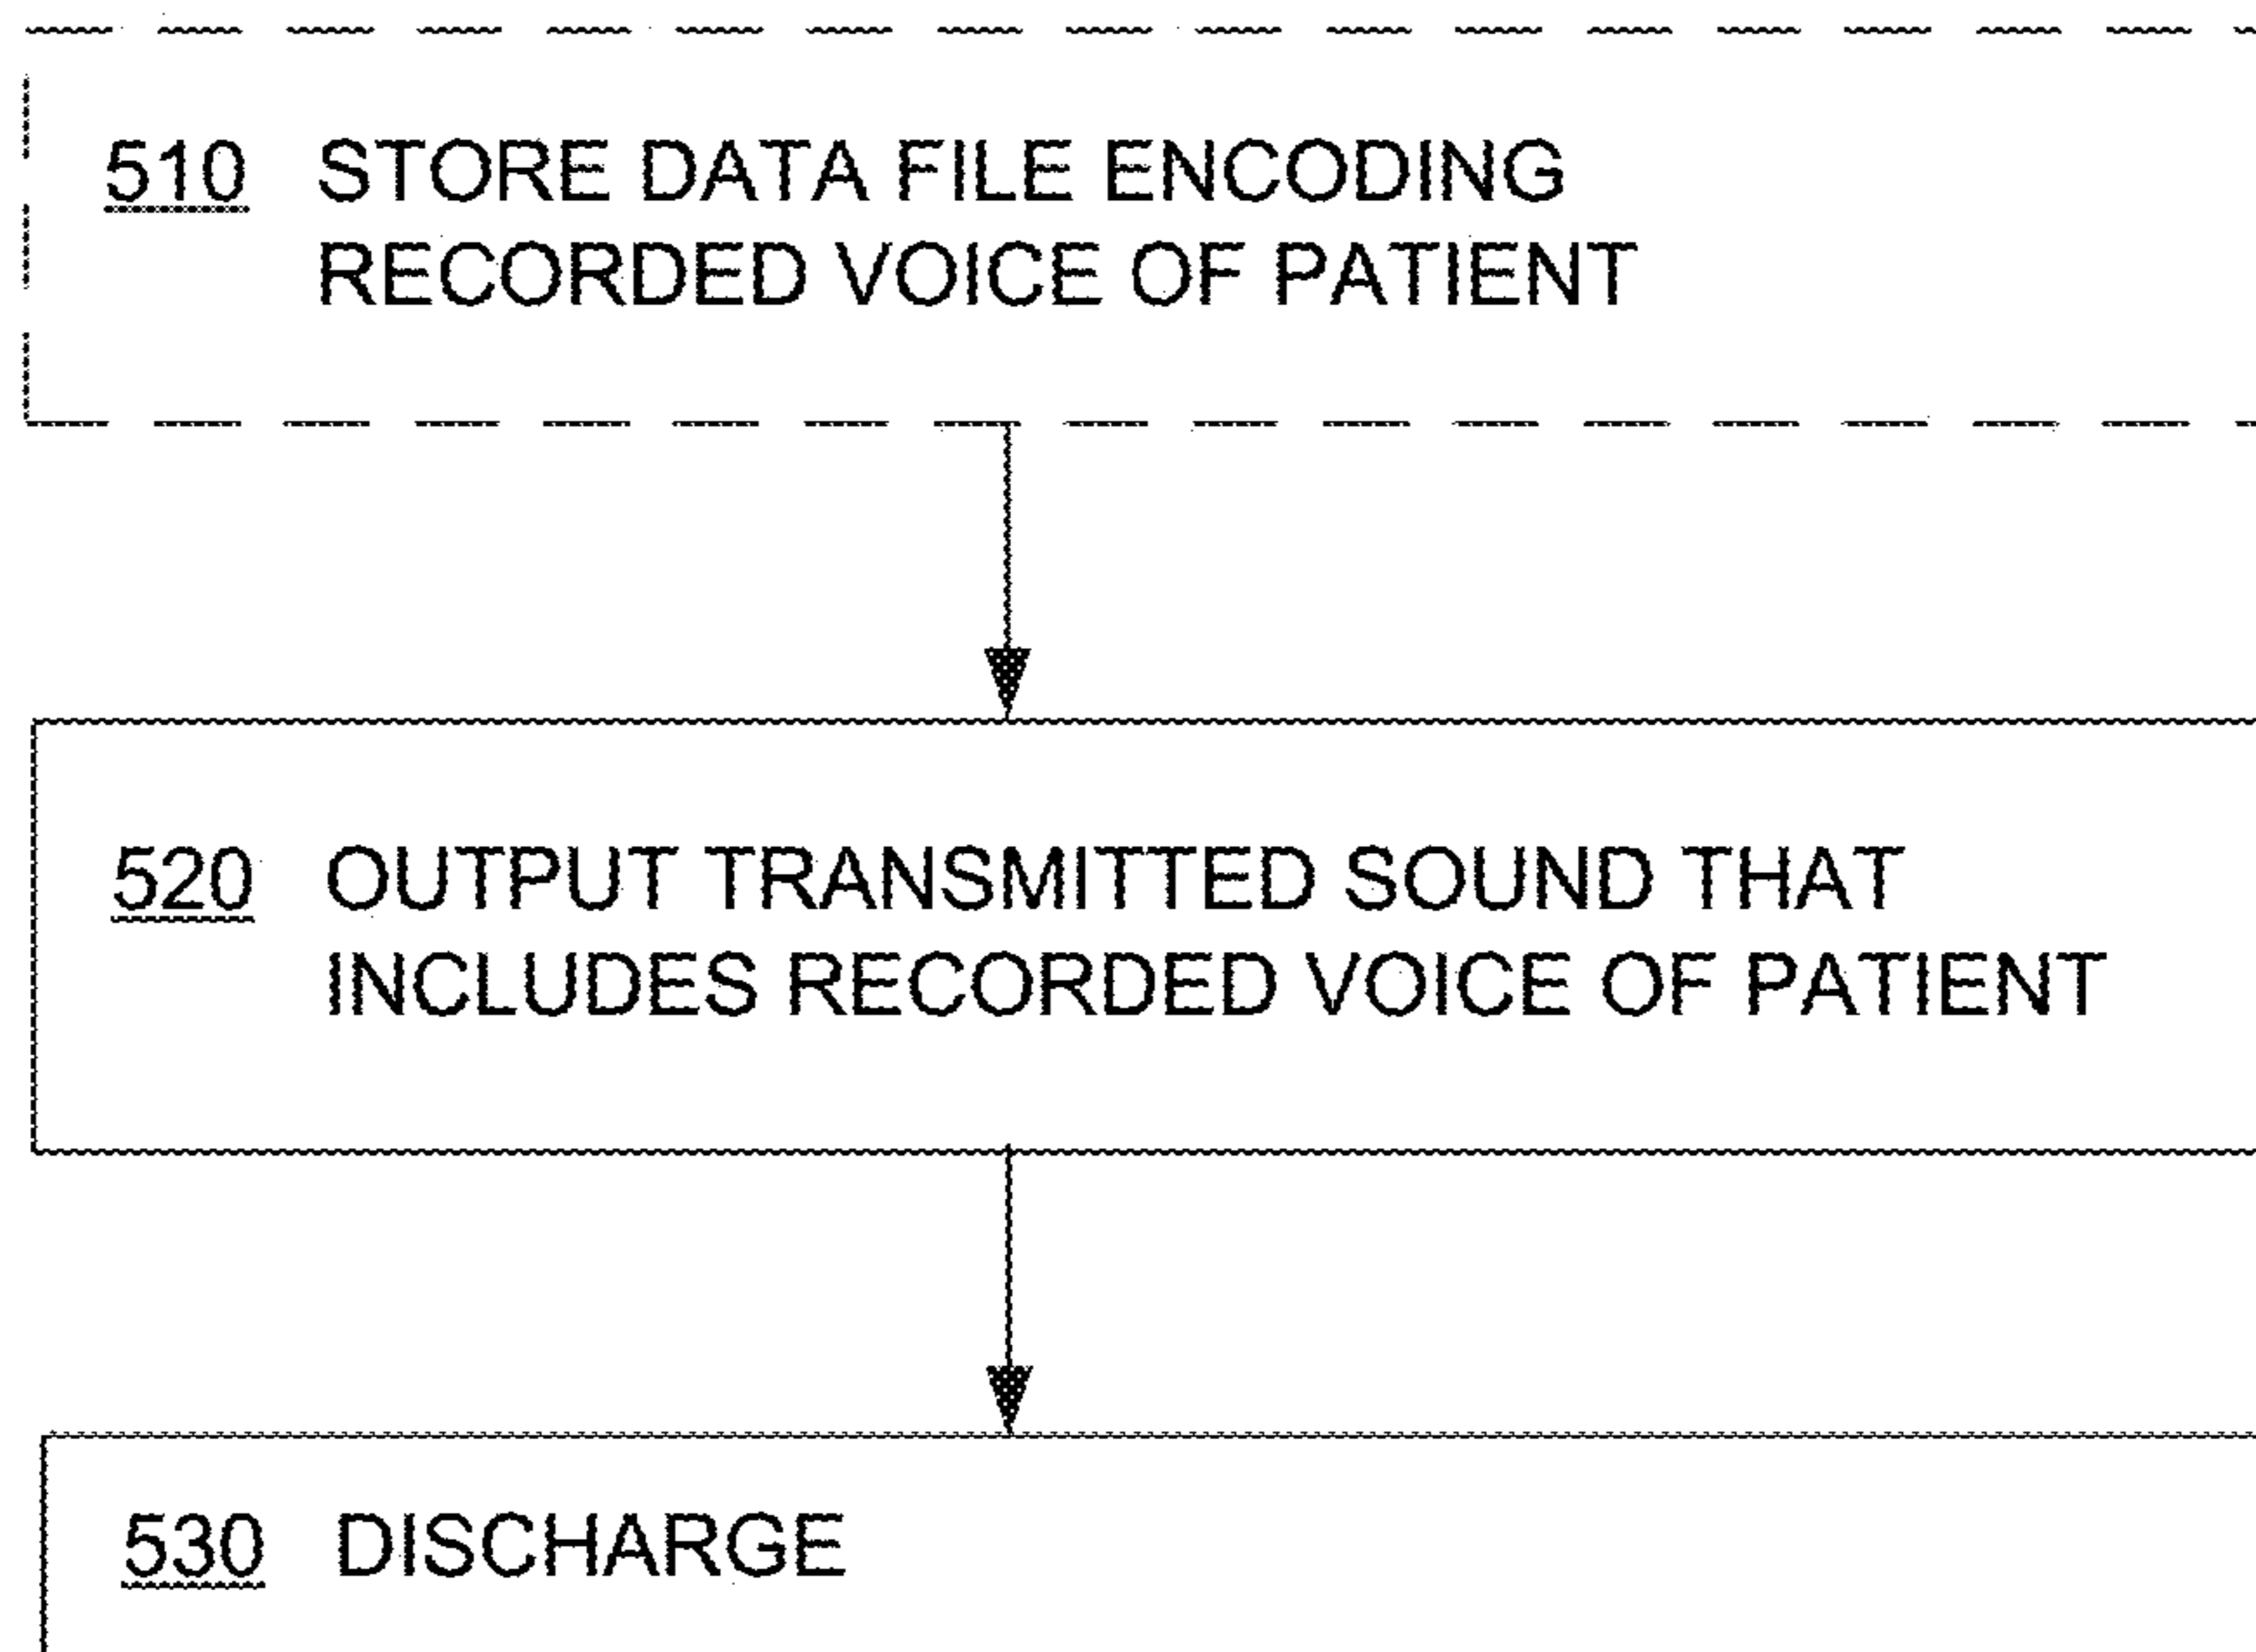 510 STORE DATA FILE ENCODING
RECORDED VOICE OF PATIENT
520 OUTPUT TRANSMITTED SOUND THAT
INCLUDES RECORDED VOICE OF PATIENT
530 DISCHARGE